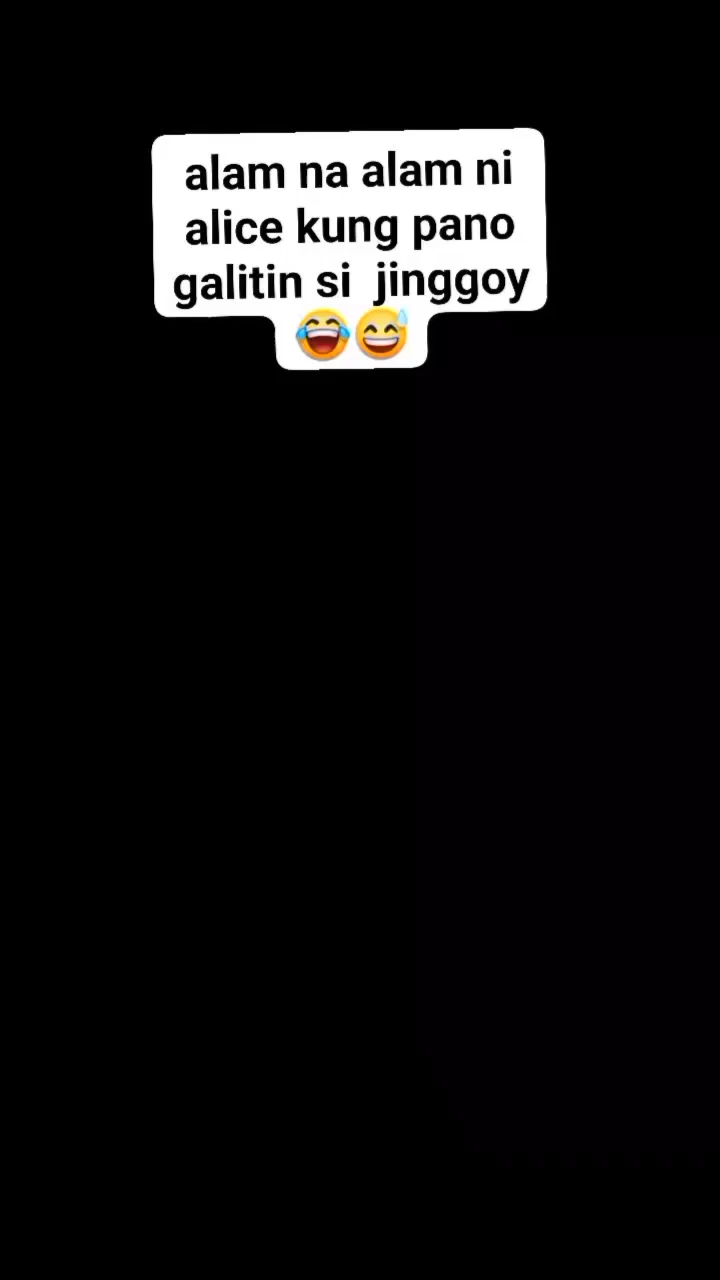 alam na alam ni
alice kung pano
galitin si  jinggoy
😂😅